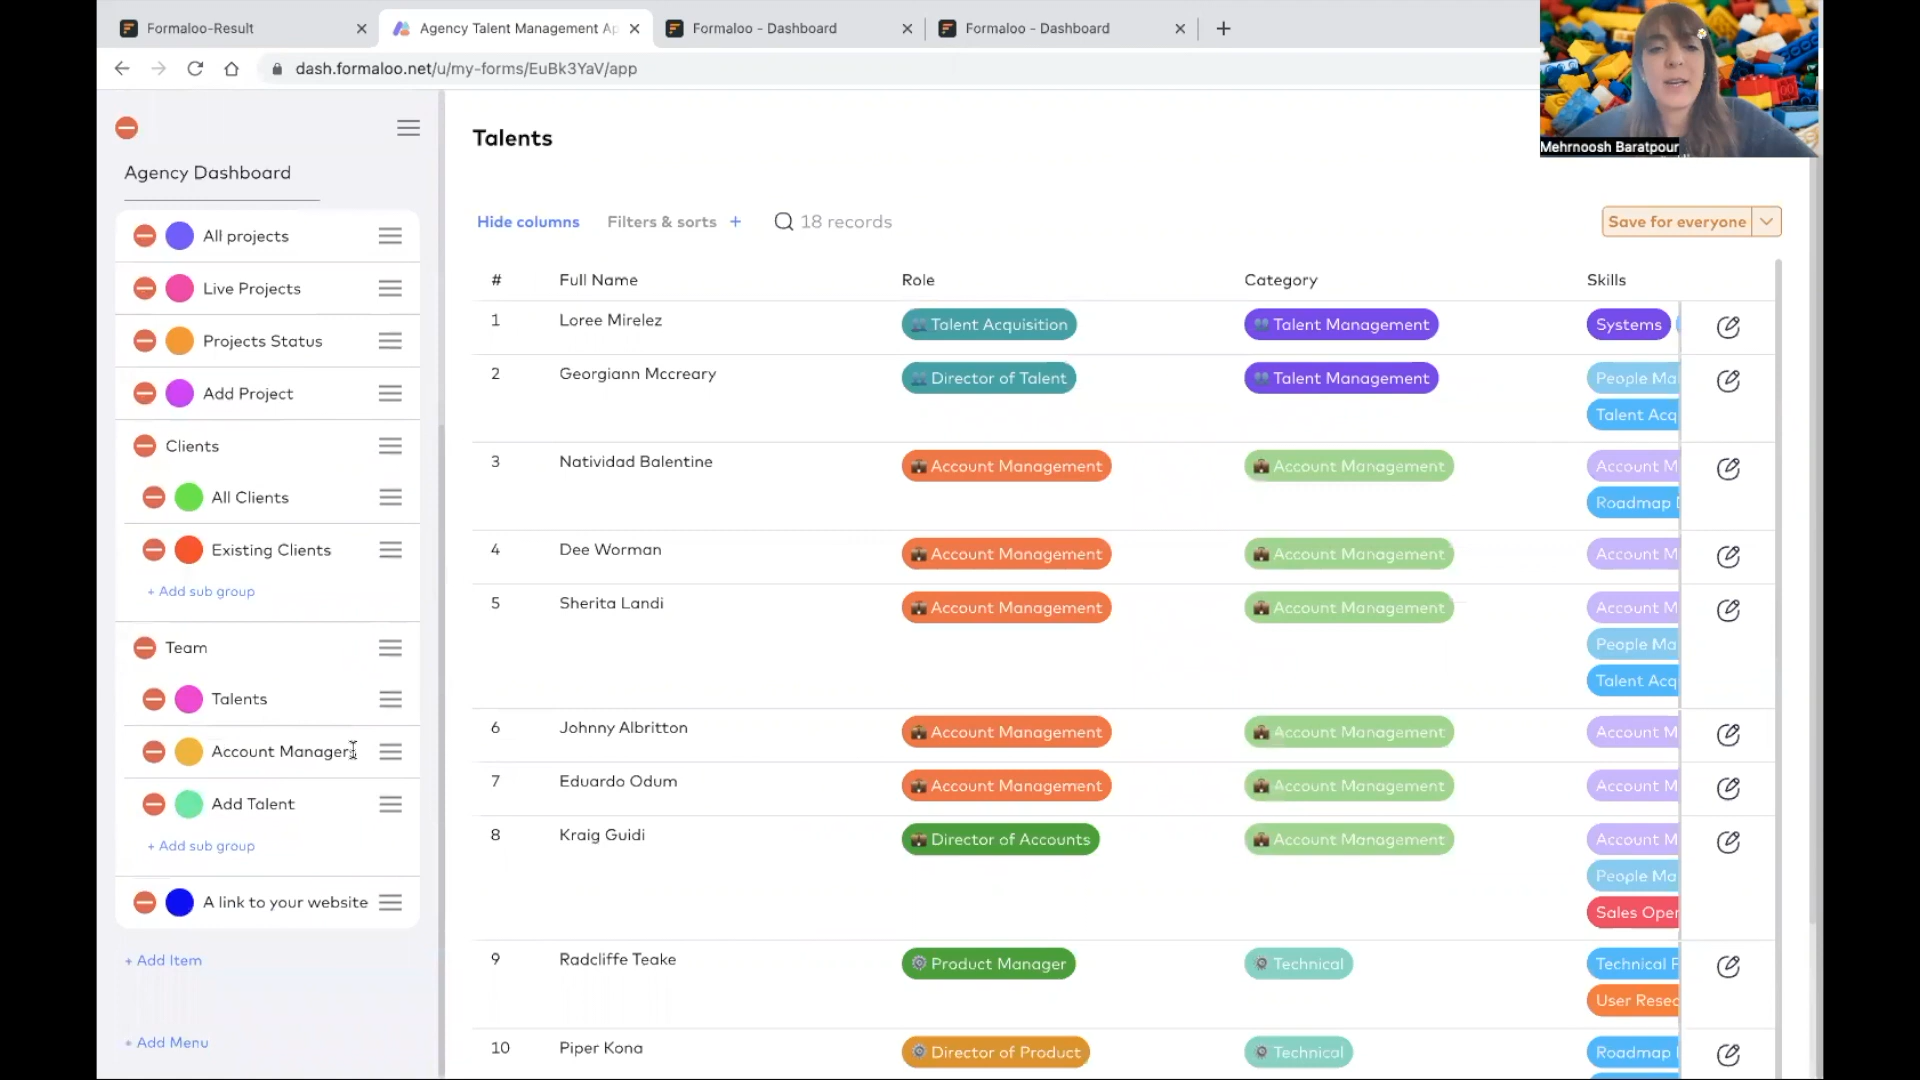 Formaloo-Result
Agency Talent Management Ap
Formaloo - Dashboard
Formaloo - Dashboard
dash.formaloo.net/u/my-forms/EuBk3YaV/app
Mehrnoosh Baratpour
Agency Dashboard
All projects
Live Projects
Projects Status
Add Project
Clients
All Clients
Existing Clients
+ Add sub group
Team
Talents
Account Managers
Add Talent
+ Add sub group
A link to your website
+ Add Item
+ Add Menu
Talents
Hide columns Filters & sorts + 18 records
Save for everyone
# Full Name Role Category Skills
1 Loree Mirelez Talent Acquisition Talent Management Systems
2 Georgiann Mccreary Director of Talent Talent Management People Ma
Talent Acq
3 Natividad Balentine Account Management Account Management Account M
Roadmap
4 Dee Worman Account Management Account Management Account M
5 Sherita Landi Account Management Account Management Account M
People Ma
Talent Acq
6 Johnny Albritton Account Management Account Management Account M
7 Eduardo Odum Account Management Account Management Account M
8 Kraig Guidi Director of Accounts Account Management Account M
People Ma
Sales Oper
9 Radcliffe Teake Product Manager Technical Technical
User Resec
10 Piper Kona Director of Product Technical Roadmap